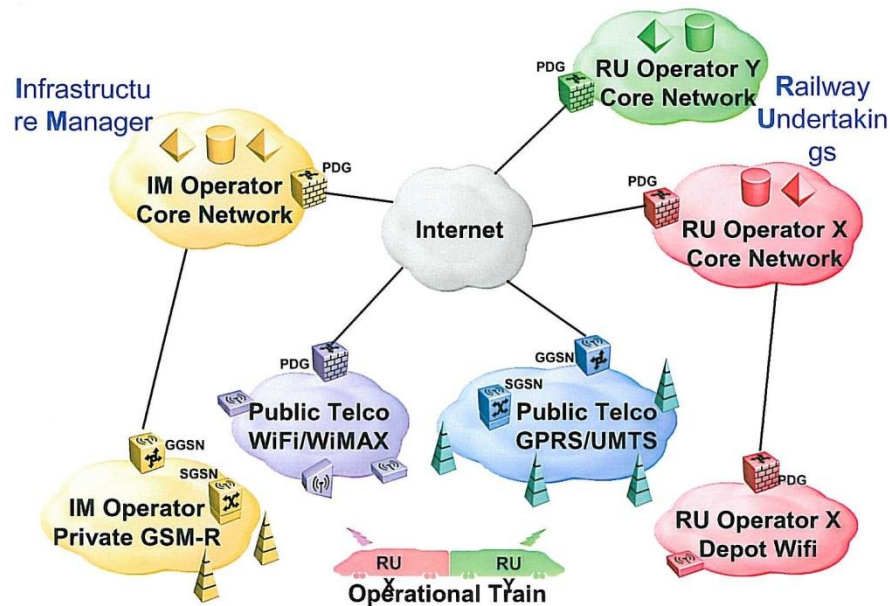 PDG
RU Operator Y
Core Network
Infrastructu
re Manager
Railway
Undertakin
gs
PDG
IM Operator
Core Network
PDG
RU Operator X
Core Network
Internet
PDG
Public Telco
WiFi/WiMAX
GGSN
SGSN
Public Telco
GPRS/UMTS
GGSN
SGSN
IM Operator
Private GSM-R
PDG
RU Operator X
Depot Wifi
RU
X
RU
Y
Operational Train